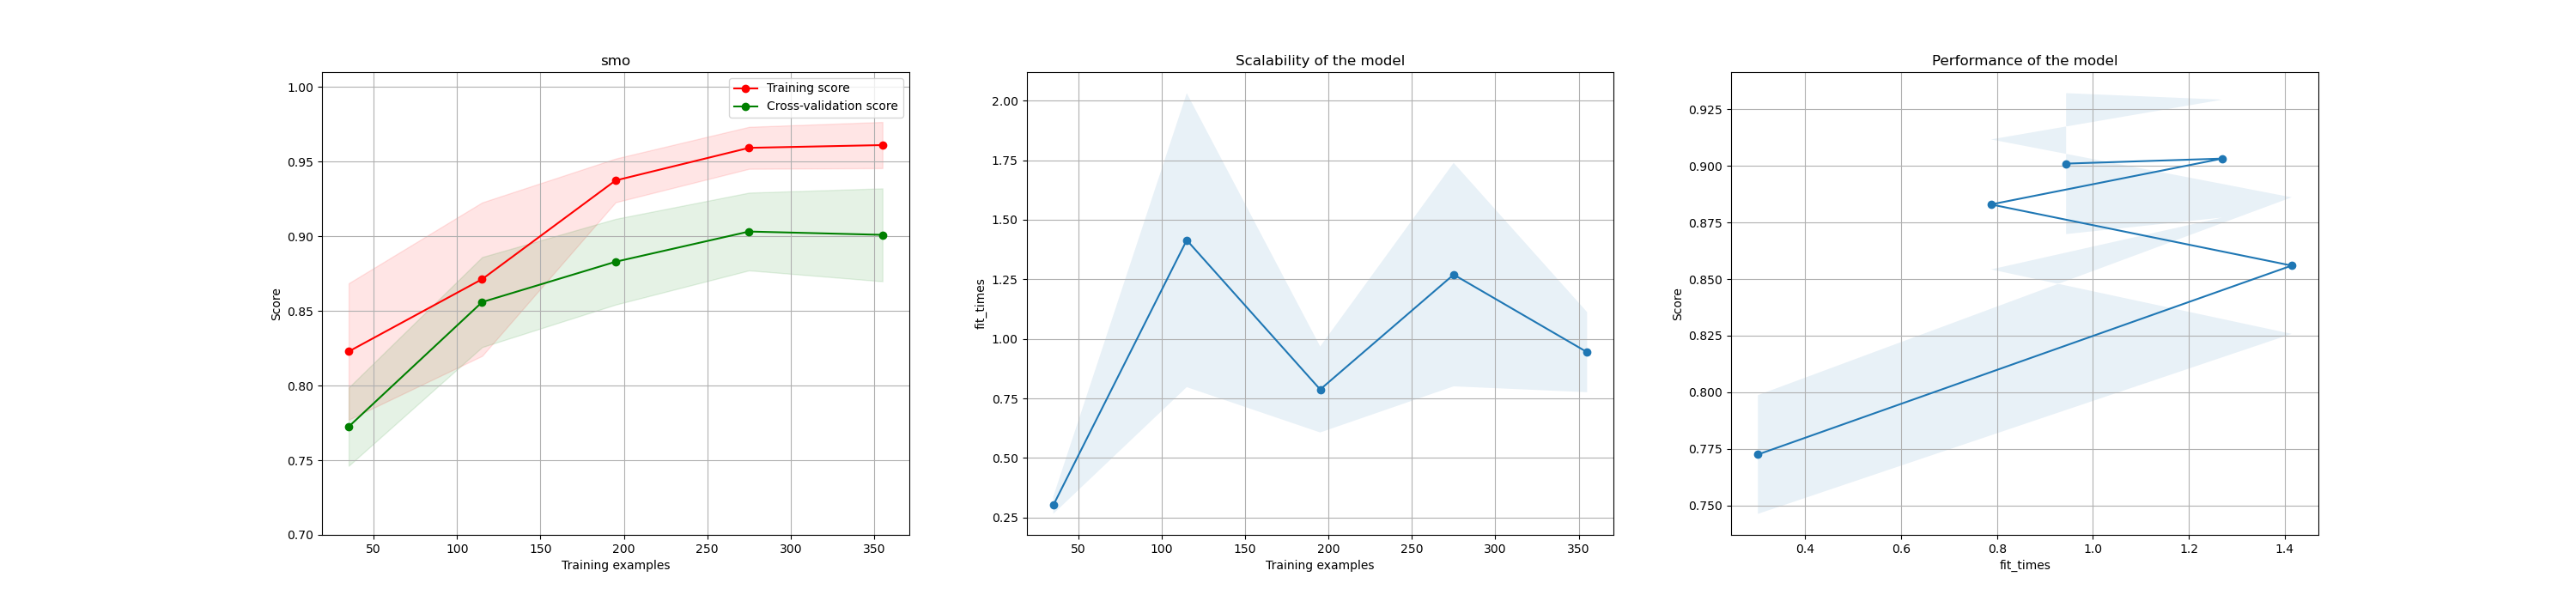 smo
1.00
0.95
0.90
0.85
0.80
0.75
0.70
Score
Training score
Cross-validation score
50 100 150 200 250 300 350
Training examples
Scalability of the model
2.00
1.75
1.50
1.25
1.00
0.75
0.50
0.25
fit_times
50 100 150 200 250 300 350
Training examples
Performance of the model
0.925
0.900
0.875
0.850
0.825
0.800
0.775
0.750
Score
0.4 0.6 0.8 1.0 1.2 1.4
fit_times